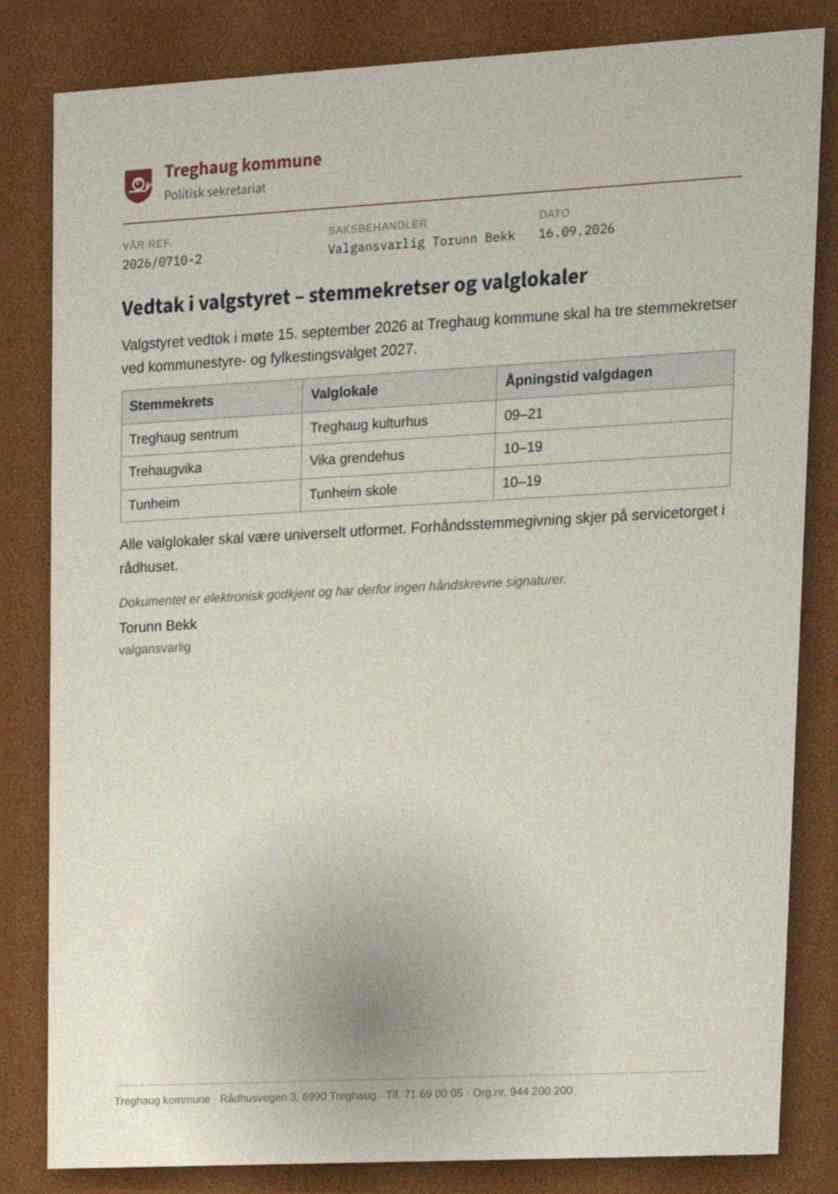 Treghaug kommune
Politisk sekretariat
VÅR REF. SAKSBEHANDLER DATO
2026/0710-2 Valgansvarlig Torunn Bekk 16.09.2026
Vedtak i valgstyret – stemmekretser og valglokaler
Valgstyret vedtok i møte 15. september 2026 at Treghaug kommune skal ha tre stemmekretser
ved kommunestyre- og fylkestingsvalget 2027.
Stemmekrets Valglokale Åpningstid valgdagen
Treghaug sentrum Treghaug kulturhus 09–21
Trehaugvika Vika grendehus 10–19
Tunheim Tunheim skole 10–19
Alle valglokaler skal være universelt utformet. Forhåndsstemmegivning skjer på servicetorget i
rådhuset.
Dokumentet er elektronisk godkjent og har derfor ingen håndskrevne signaturer.
Torunn Bekk
valgansvarlig
Treghaug kommune · Rådhusvegen 3, 6990 Treghaug · Tlf. 71 69 00 05 · Org.nr. 944 200 200